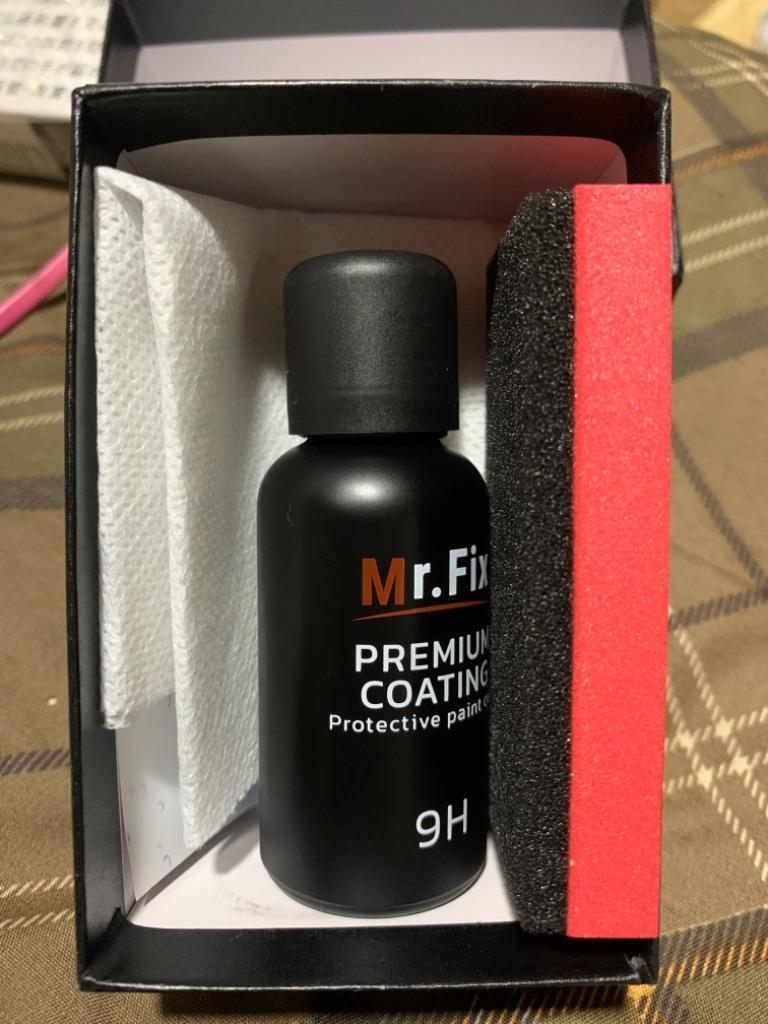 Mr.Fix
PREMIUM
COATING
Protective paint
9H